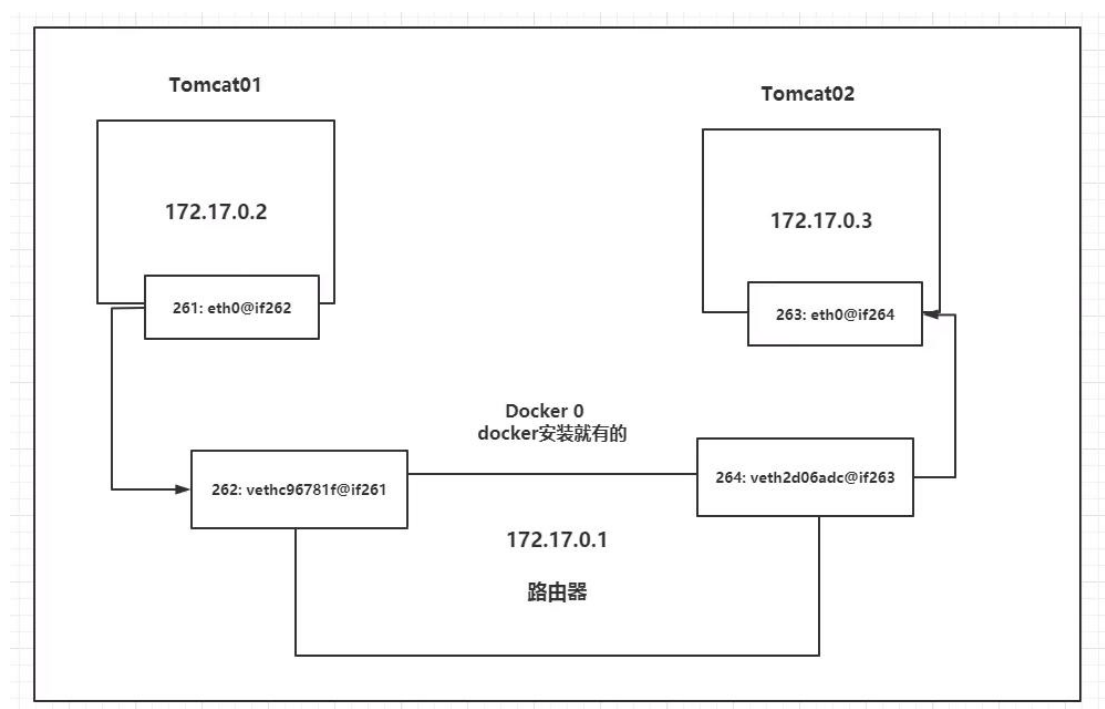 Tomcat01
Tomcat02
172.17.0.2
172.17.0.3
261: eth0@if262
263: eth0@if264
Docker 0
docker安装就有的
262: vethc96781f@if261
264: veth2d06adc@if263
172.17.0.1
路由器